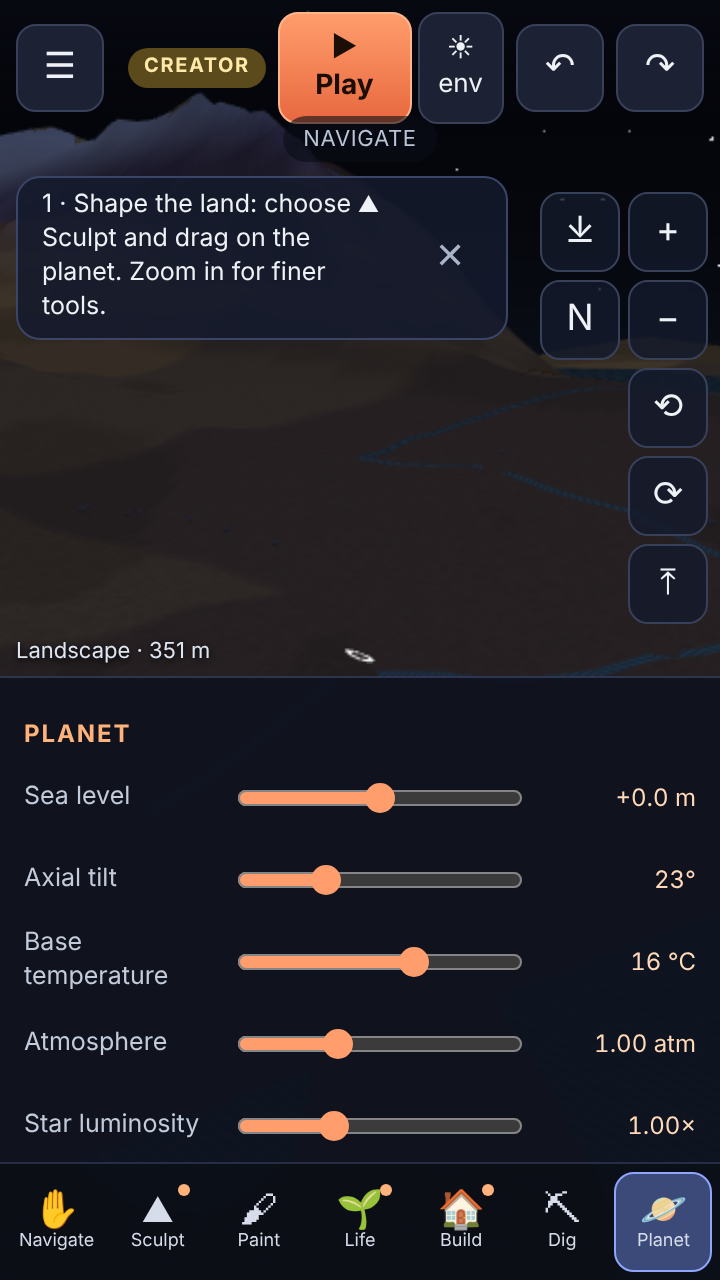 ☰
CREATOR
▶
Play
☀
env
↶
↷
NAVIGATE
1 · Shape the land: choose ▲
Sculpt and drag on the
planet. Zoom in for finer
tools.
✕
+
N
−
⟲
⟳
Landscape · 351 m
PLANET
Sea level
+0.0 m
Axial tilt
23°
Base
temperature
16 °C
Atmosphere
1.00 atm
Star luminosity
1.00×
Navigate
Sculpt
Paint
Life
Build
Dig
Planet